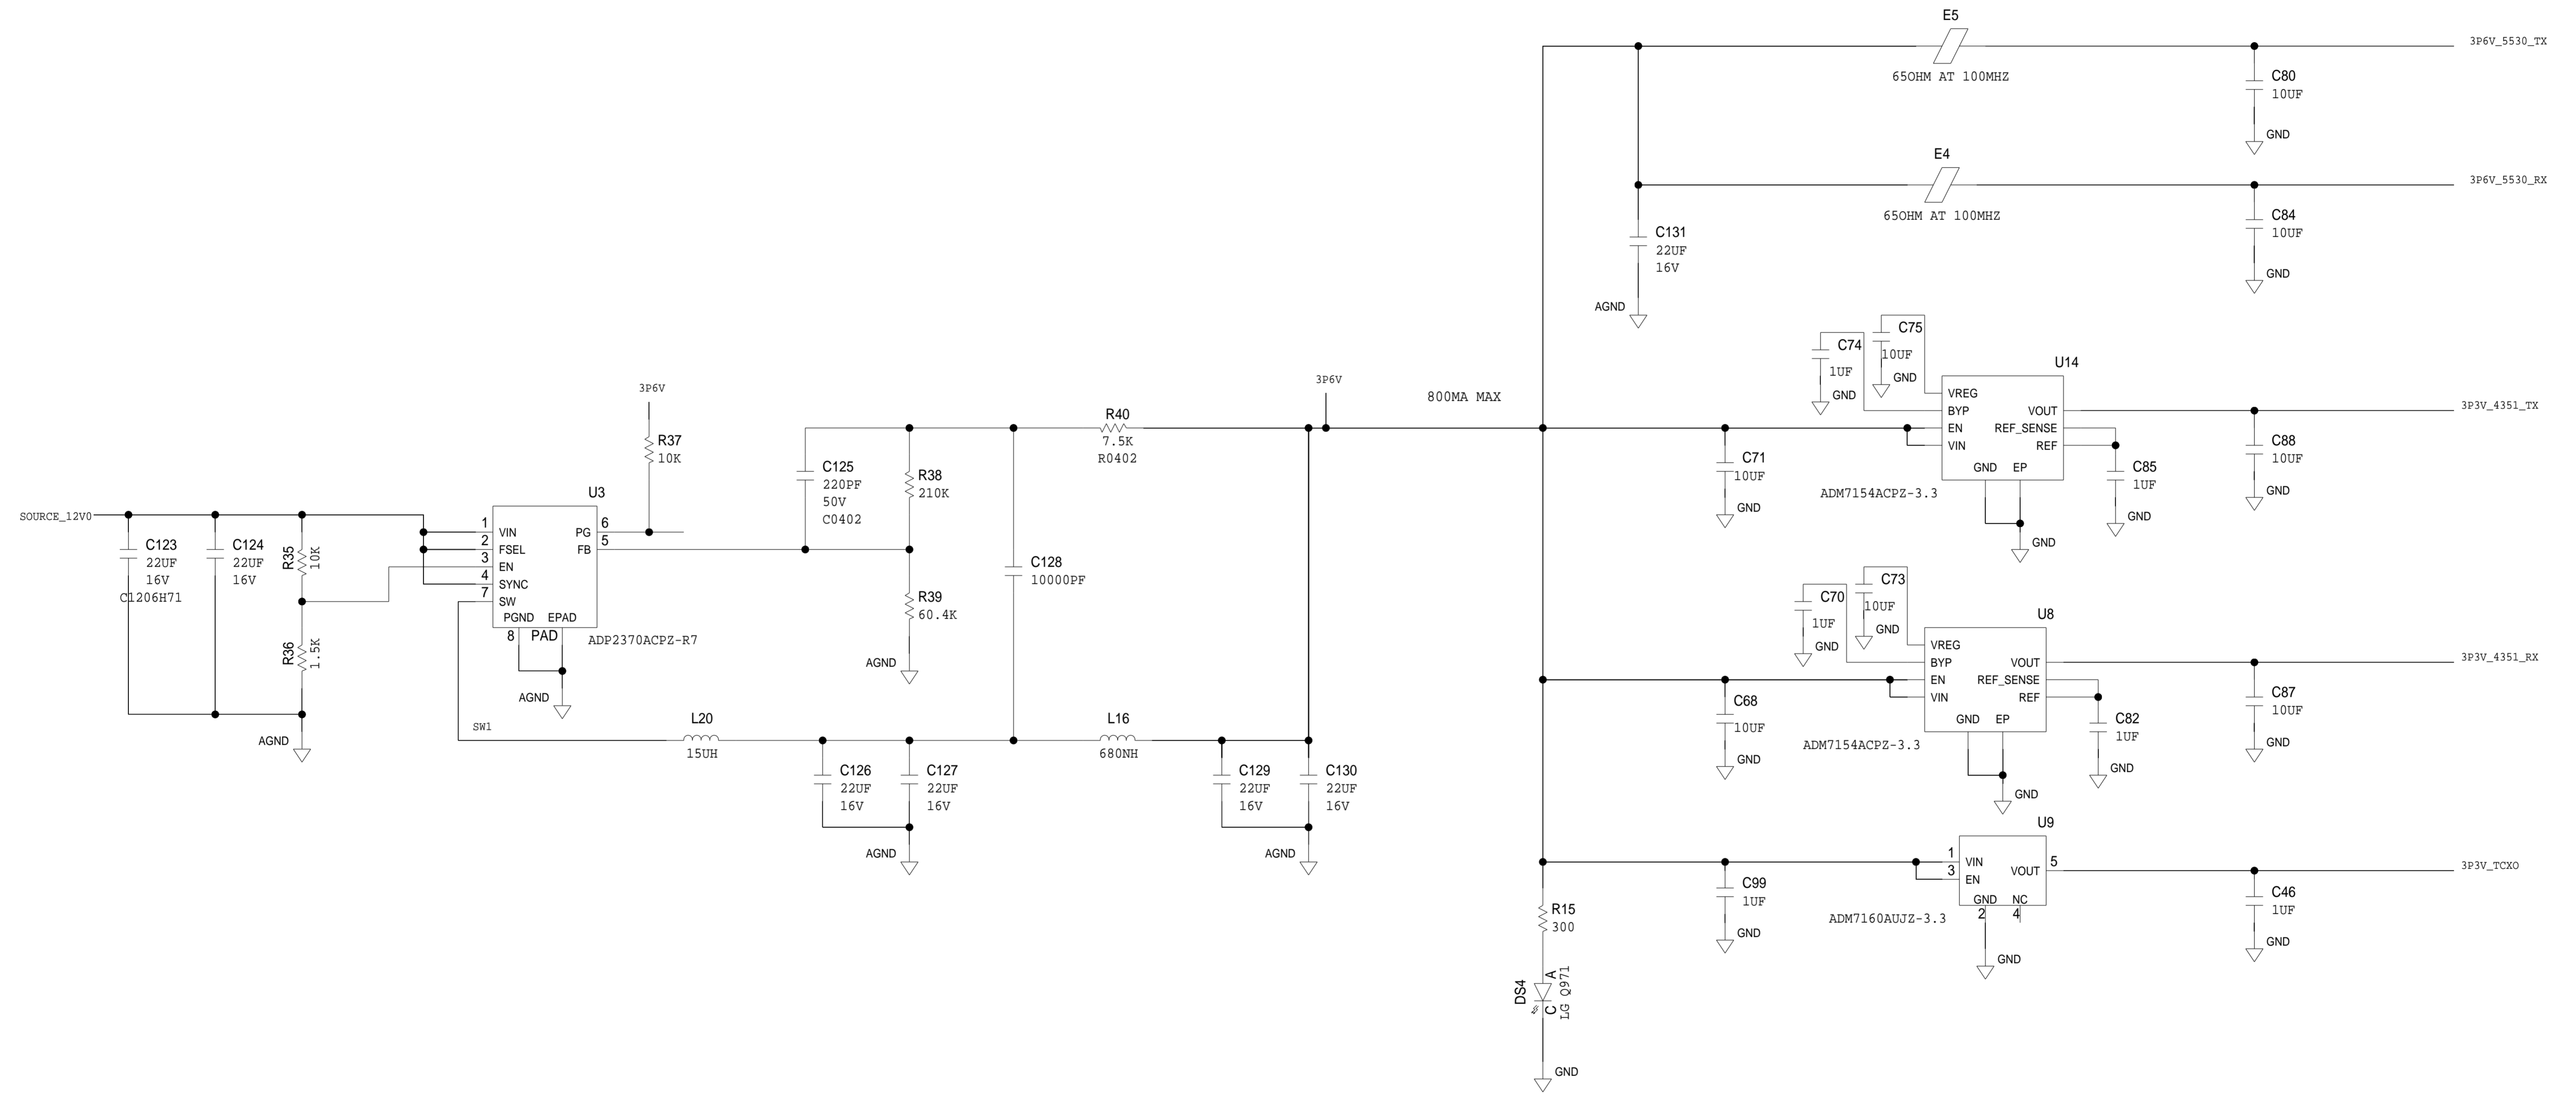 E5
65OHM AT 100MHZ
3P6V_5530_TX
C80
10UF
GND
E4
65OHM AT 100MHZ
3P6V_5530_RX
C84
10UF
GND
C131
22UF
16V
AGND
SOURCE_12V0
C123
22UF
16V
C1206H71
C124
22UF
16V
R35
10K
R36
1.5K
AGND
U3
1
2
3
4
7
VIN
FSEL
EN
SYNC
SW
PG
FB
6
5
PGND
EPAD
8
PAD
ADP2370ACPZ-R7
AGND
SW1
3P6V
R37
10K
C125
220PF
50V
C0402
R38
210K
R39
60.4K
AGND
C128
10000PF
R40
7.5K
R0402
L20
15UH
L16
680NH
C126
22UF
16V
C127
22UF
16V
AGND
C129
22UF
16V
C130
22UF
16V
AGND
3P6V
800MA MAX
C74
1UF
GND
C75
10UF
GND
U14
VREG
BYP
EN
VIN
VOUT
REF_SENSE
REF
GND
EP
ADM7154ACPZ-3.3
GND
C71
10UF
GND
C85
1UF
GND
3P3V_4351_TX
C88
10UF
GND
C70
1UF
GND
C73
10UF
GND
U8
VREG
BYP
EN
VIN
VOUT
REF_SENSE
REF
GND
EP
ADM7154ACPZ-3.3
GND
C68
10UF
GND
C82
1UF
GND
3P3V_4351_RX
C87
10UF
GND
U9
1
3
VIN
EN
VOUT
5
GND
NC
2
4
ADM7160AUJZ-3.3
GND
C99
1UF
GND
3P3V_TCXO
C46
1UF
GND
R15
300
DS4
A
C
LG Q971
GND